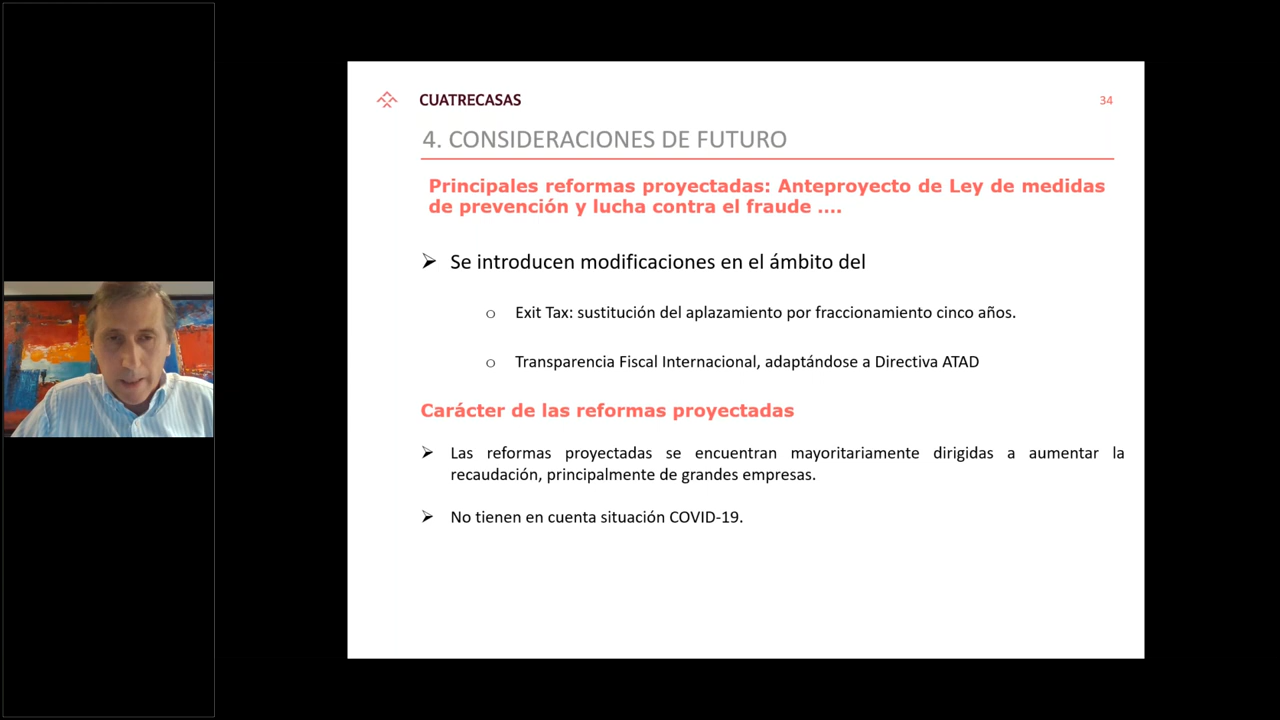 CUATRECASAS
34
4. CONSIDERACIONES DE FUTURO
Principales reformas proyectadas: Anteproyecto de Ley de medidas
de prevención y lucha contra el fraude ....
Se introducen modificaciones en el ámbito del
Exit Tax: sustitución del aplazamiento por fraccionamiento cinco años.
Transparencia Fiscal Internacional, adaptándose a Directiva ATAD
Carácter de las reformas proyectadas
Las reformas proyectadas se encuentran mayoritariamente dirigidas a aumentar la
recaudación, principalmente de grandes empresas.
No tienen en cuenta situación COVID-19.